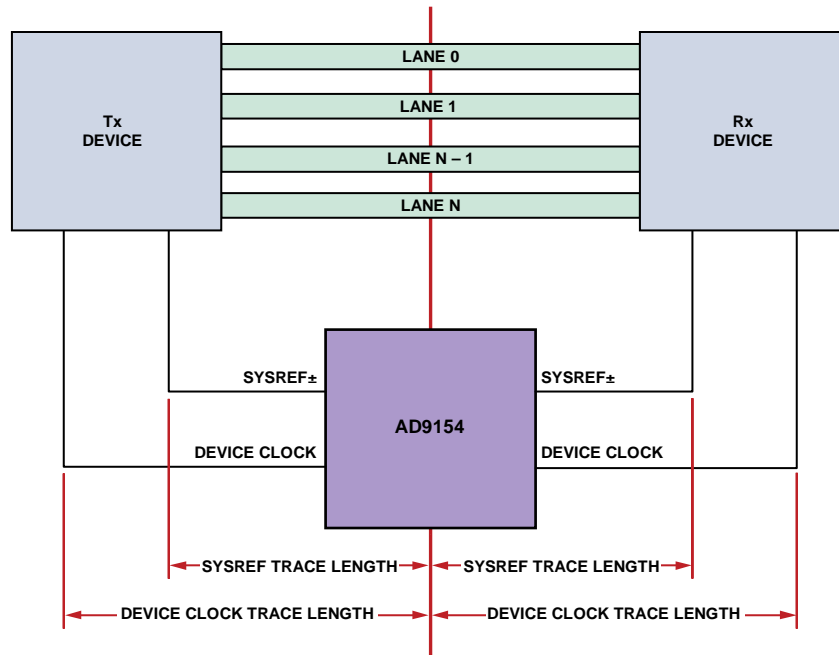 LANE 0
LANE 1
LANE N – 1
LANE N
Tx
DEVICE
Rx
DEVICE
SYSREF±
SYSREF±
AD9154
DEVICE CLOCK
DEVICE CLOCK
SYSREF TRACE LENGTH
SYSREF TRACE LENGTH
DEVICE CLOCK TRACE LENGTH
DEVICE CLOCK TRACE LENGTH